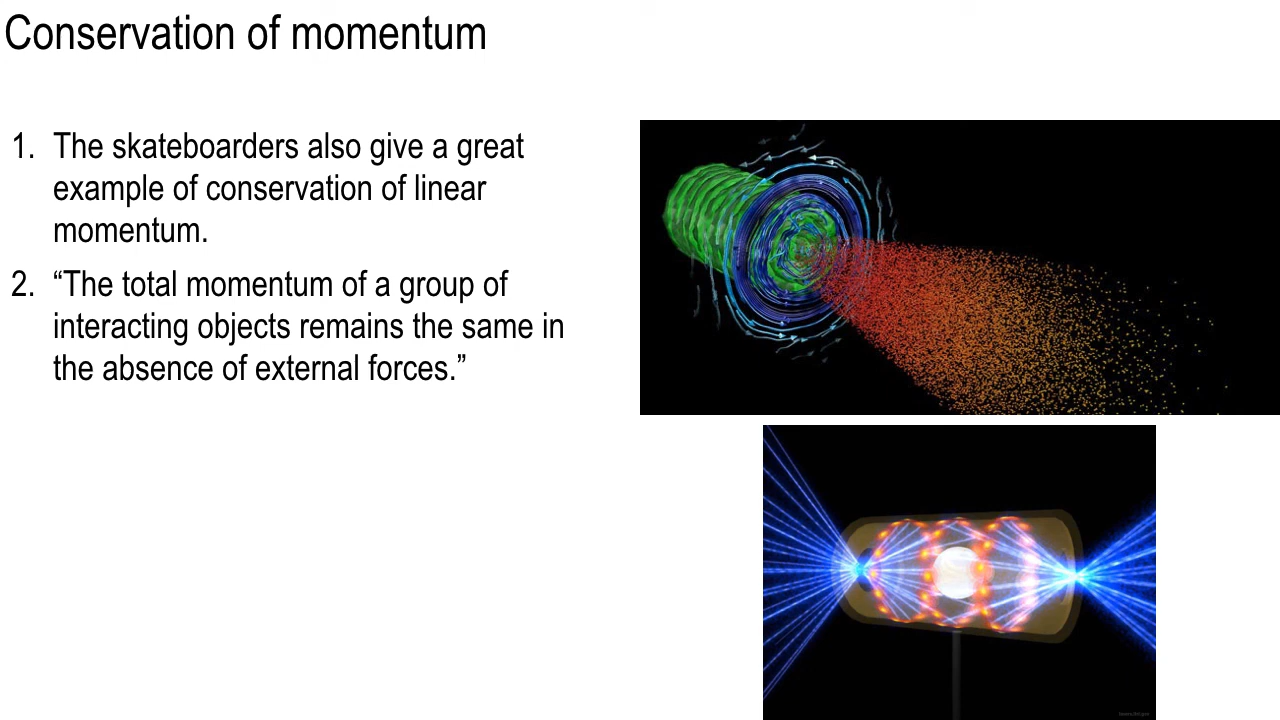 Conservation of momentum
1. The skateboarders also give a great
example of conservation of linear
momentum.
2. “The total momentum of a group of
interacting objects remains the same in
the absence of external forces.”